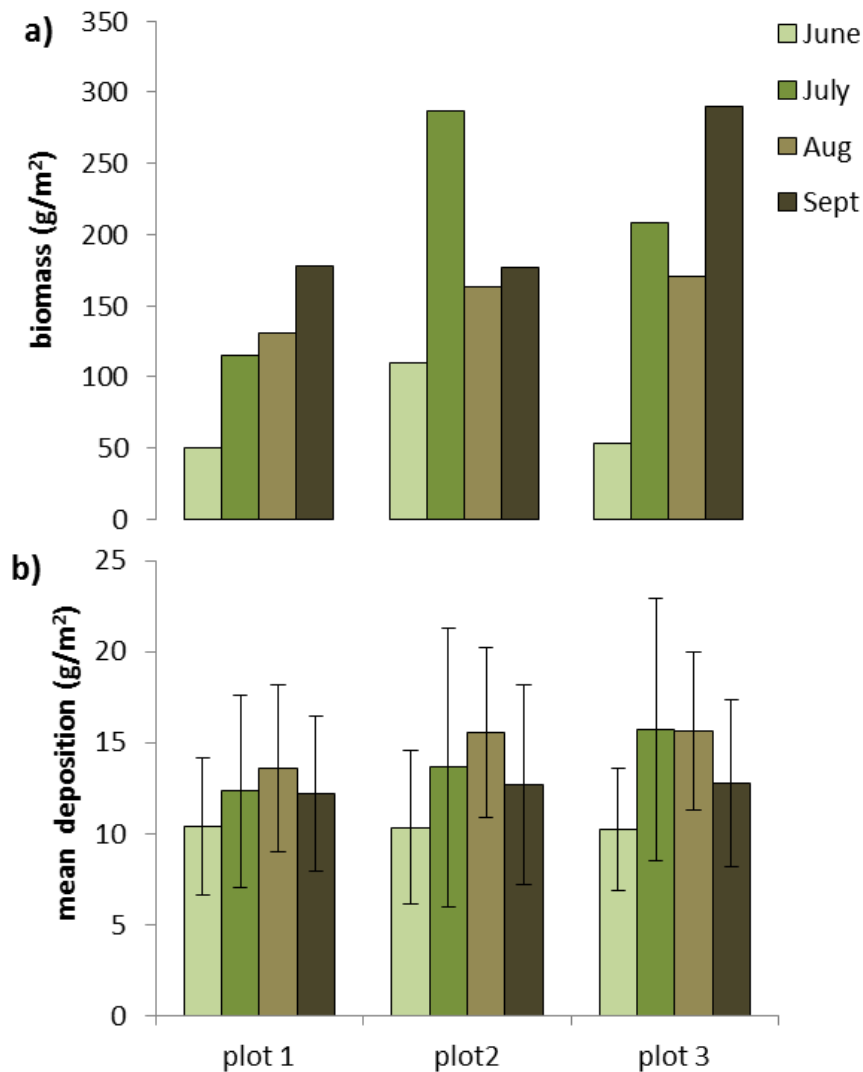 a)
350
300
250
200
150
100
50
0
biomass (g/m²)
June
July
Aug
Sept
b)
25
20
15
10
5
0
mean deposition (g/m²)
plot 1 plot2 plot 3